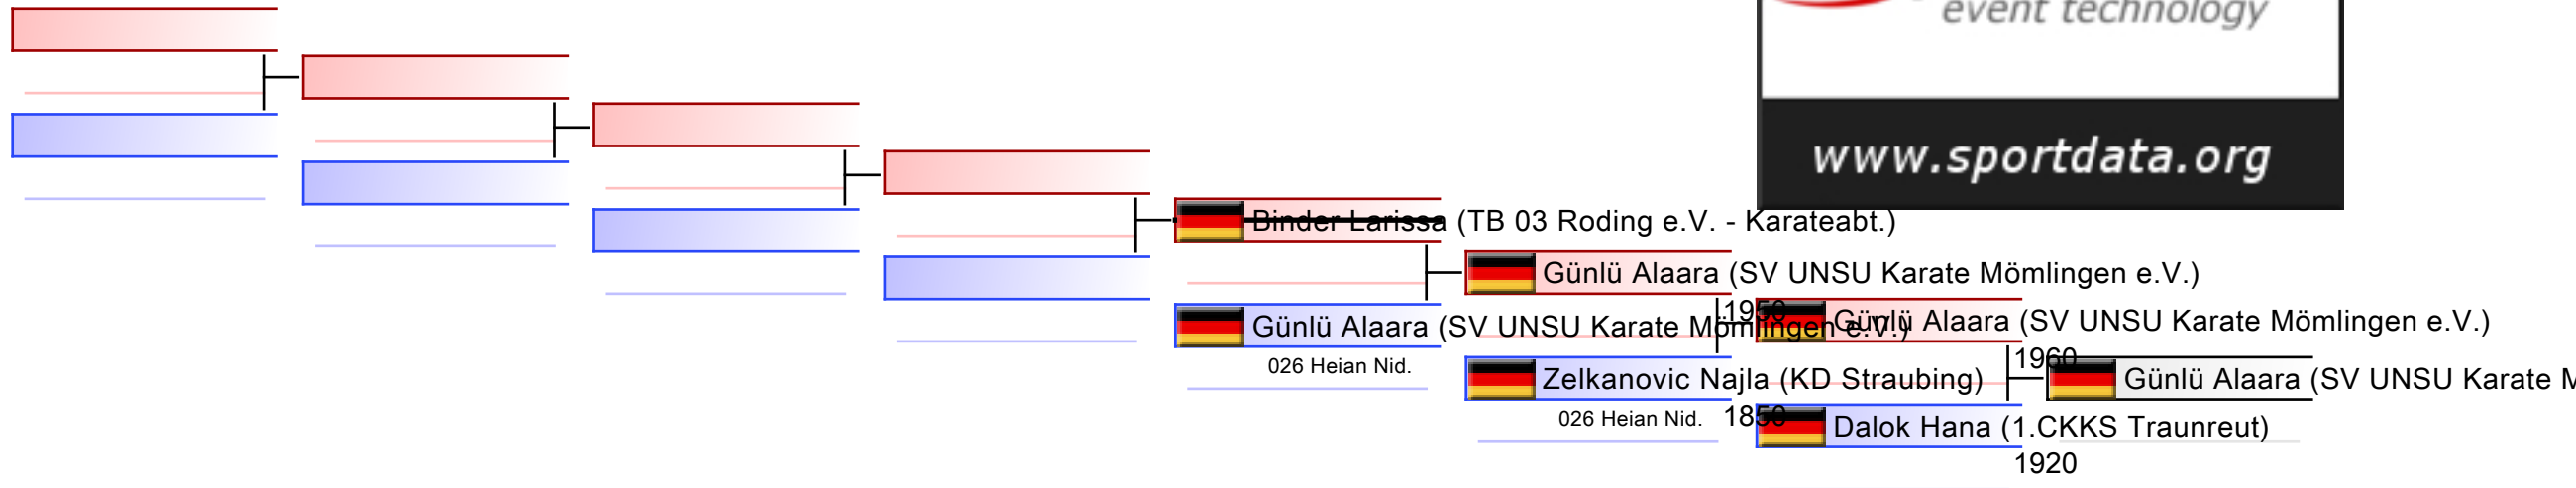 event technology
www.sportdata.org
Binder Larissa (TB 03 Roding e.V. - Karateabt.)
Günlü Alaara (SV UNSU Karate Mömlingen e.V.)
1950
Günlü Alaara (SV UNSU Karate Mömlingen e.V.)
Günlü Alaara (SV UNSU Karate Mömlingen e.V.)
026 Heian Nid.
1960
Zelkanovic Najla (KD Straubing)
Günlü Alaara (SV UNSU Karate
026 Heian Nid.
1850
Dalok Hana (1.CKKS Traunreut)
1920